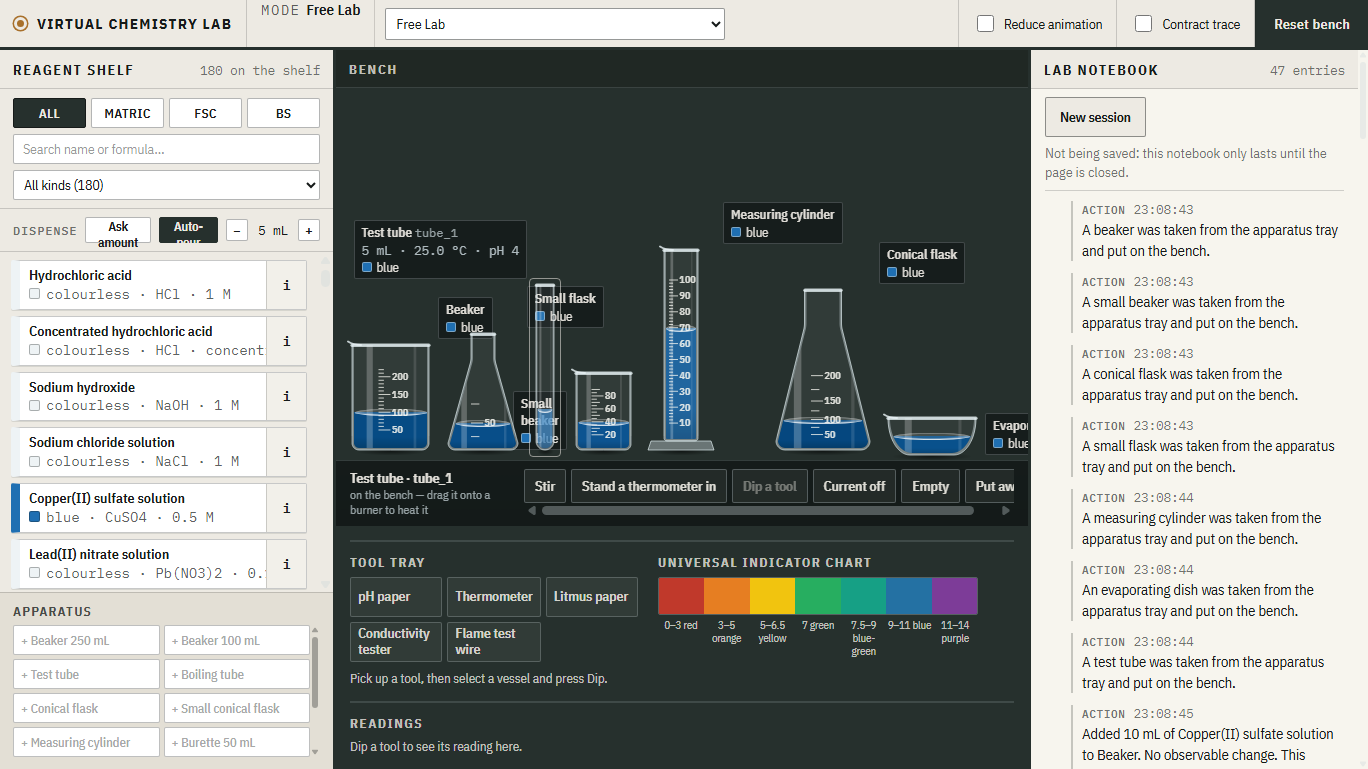 VIRTUAL CHEMISTRY LAB
MODE Free Lab
Free Lab
Reduce animation
Contract trace
Reset bench
REAGENT SHELF
180 on the shelf
ALL
MATRIC
FSC
BS
Search name or formula...
All kinds (180)
DISPENSE
Ask amount
Auto-pour
−
5 mL
+
Hydrochloric acid
colourless · HCl · 1 M
i
Concentrated hydrochloric acid
colourless · HCl · concent
i
Sodium hydroxide
colourless · NaOH · 1 M
i
Sodium chloride solution
colourless · NaCl · 1 M
i
Copper(II) sulfate solution
blue · CuSO4 · 0.5 M
i
Lead(II) nitrate solution
colourless · Pb(NO3)2 · 0.
i
APPARATUS
+ Beaker 250 mL
+ Beaker 100 mL
+ Test tube
+ Boiling tube
+ Conical flask
+ Small conical flask
+ Measuring cylinder
+ Burette 50 mL
BENCH
Test tube tube_1
5 mL · 25.0 °C · pH 4
blue
Beaker
blue
Small flask
blue
Small
beaker
blue
Measuring cylinder
blue
Conical flask
blue
Evapo
blue
200
150
100
50
50
80
60
40
20
100
90
80
70
60
50
40
30
20
10
200
150
100
50
Test tube · tube_1
on the bench — drag it onto a
burner to heat it
Stir
Stand a thermometer in
Dip a tool
Current off
Empty
Put aw
TOOL TRAY
pH paper
Thermometer
Litmus paper
Conductivity
tester
Flame test
wire
Pick up a tool, then select a vessel and press Dip.
UNIVERSAL INDICATOR CHART
0–3 red
3–5
orange
5–6.5
yellow
7 green
7.5–9
blue-
green
9–11 blue
11–14
purple
READINGS
Dip a tool to see its reading here.
LAB NOTEBOOK
47 entries
New session
Not being saved: this notebook only lasts until the
page is closed.
ACTION 23:08:43
A beaker was taken from the apparatus tray
and put on the bench.
ACTION 23:08:43
A small beaker was taken from the
apparatus tray and put on the bench.
ACTION 23:08:43
A conical flask was taken from the
apparatus tray and put on the bench.
ACTION 23:08:43
A small flask was taken from the apparatus
tray and put on the bench.
ACTION 23:08:44
A measuring cylinder was taken from the
apparatus tray and put on the bench.
ACTION 23:08:44
An evaporating dish was taken from the
apparatus tray and put on the bench.
ACTION 23:08:44
A test tube was taken from the apparatus
tray and put on the bench.
ACTION 23:08:45
Added 10 mL of Copper(II) sulfate solution
to Beaker. No observable change. This